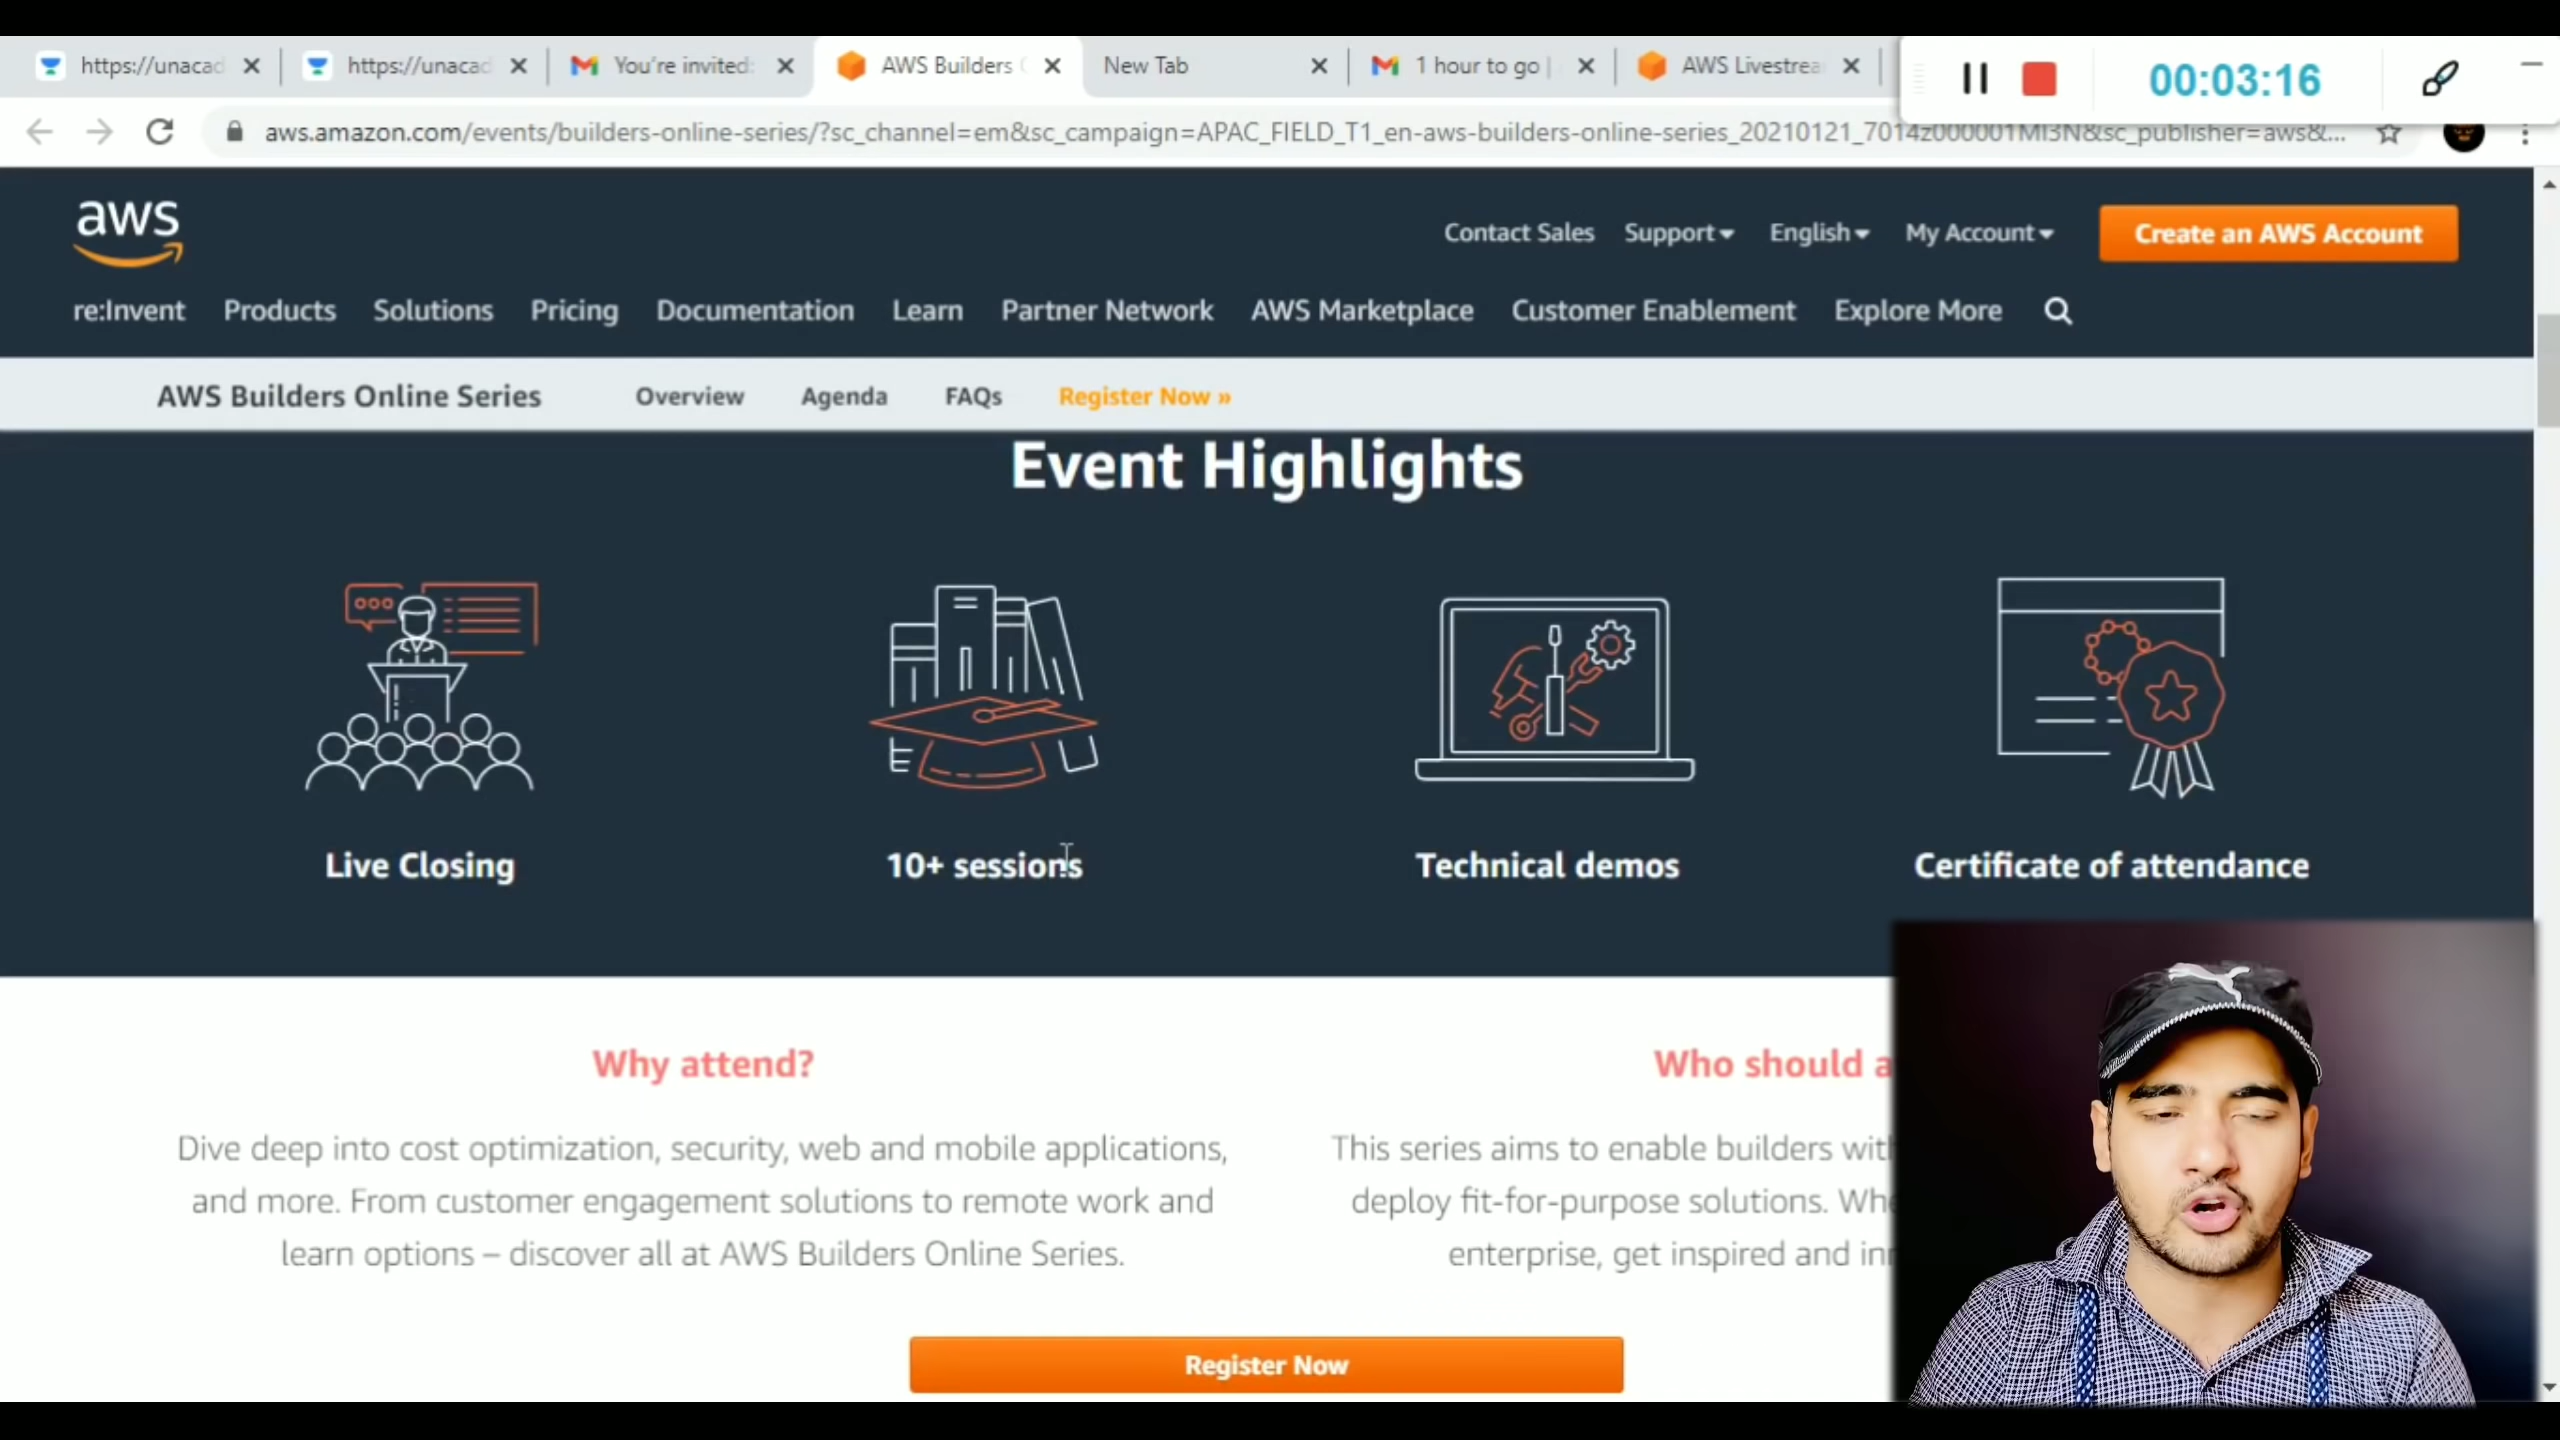 https://unacad
https://unacad
You're invited:
AWS Builders
New Tab
1 hour to go |
AWS Livestrea
00:03:16
aws.amazon.com/events/builders-online-series/?sc_channel=em&sc_campaign=APAC_FIELD_T1_en-aws-builders-online-series_20210121_7014z000001MI3N&sc_publisher=aws&...
aws
Contact Sales Support English My Account Create an AWS Account
re:Invent Products Solutions Pricing Documentation Learn Partner Network AWS Marketplace Customer Enablement Explore More
AWS Builders Online Series Overview Agenda FAQs Register Now »
Event Highlights
Live Closing
10+ sessions
Technical demos
Certificate of attendance
Why attend?
Dive deep into cost optimization, security, web and mobile applications,
and more. From customer engagement solutions to remote work and
learn options – discover all at AWS Builders Online Series.
Who should a
This series aims to enable builders wit
deploy fit-for-purpose solutions. Whe
enterprise, get inspired and in
Register Now